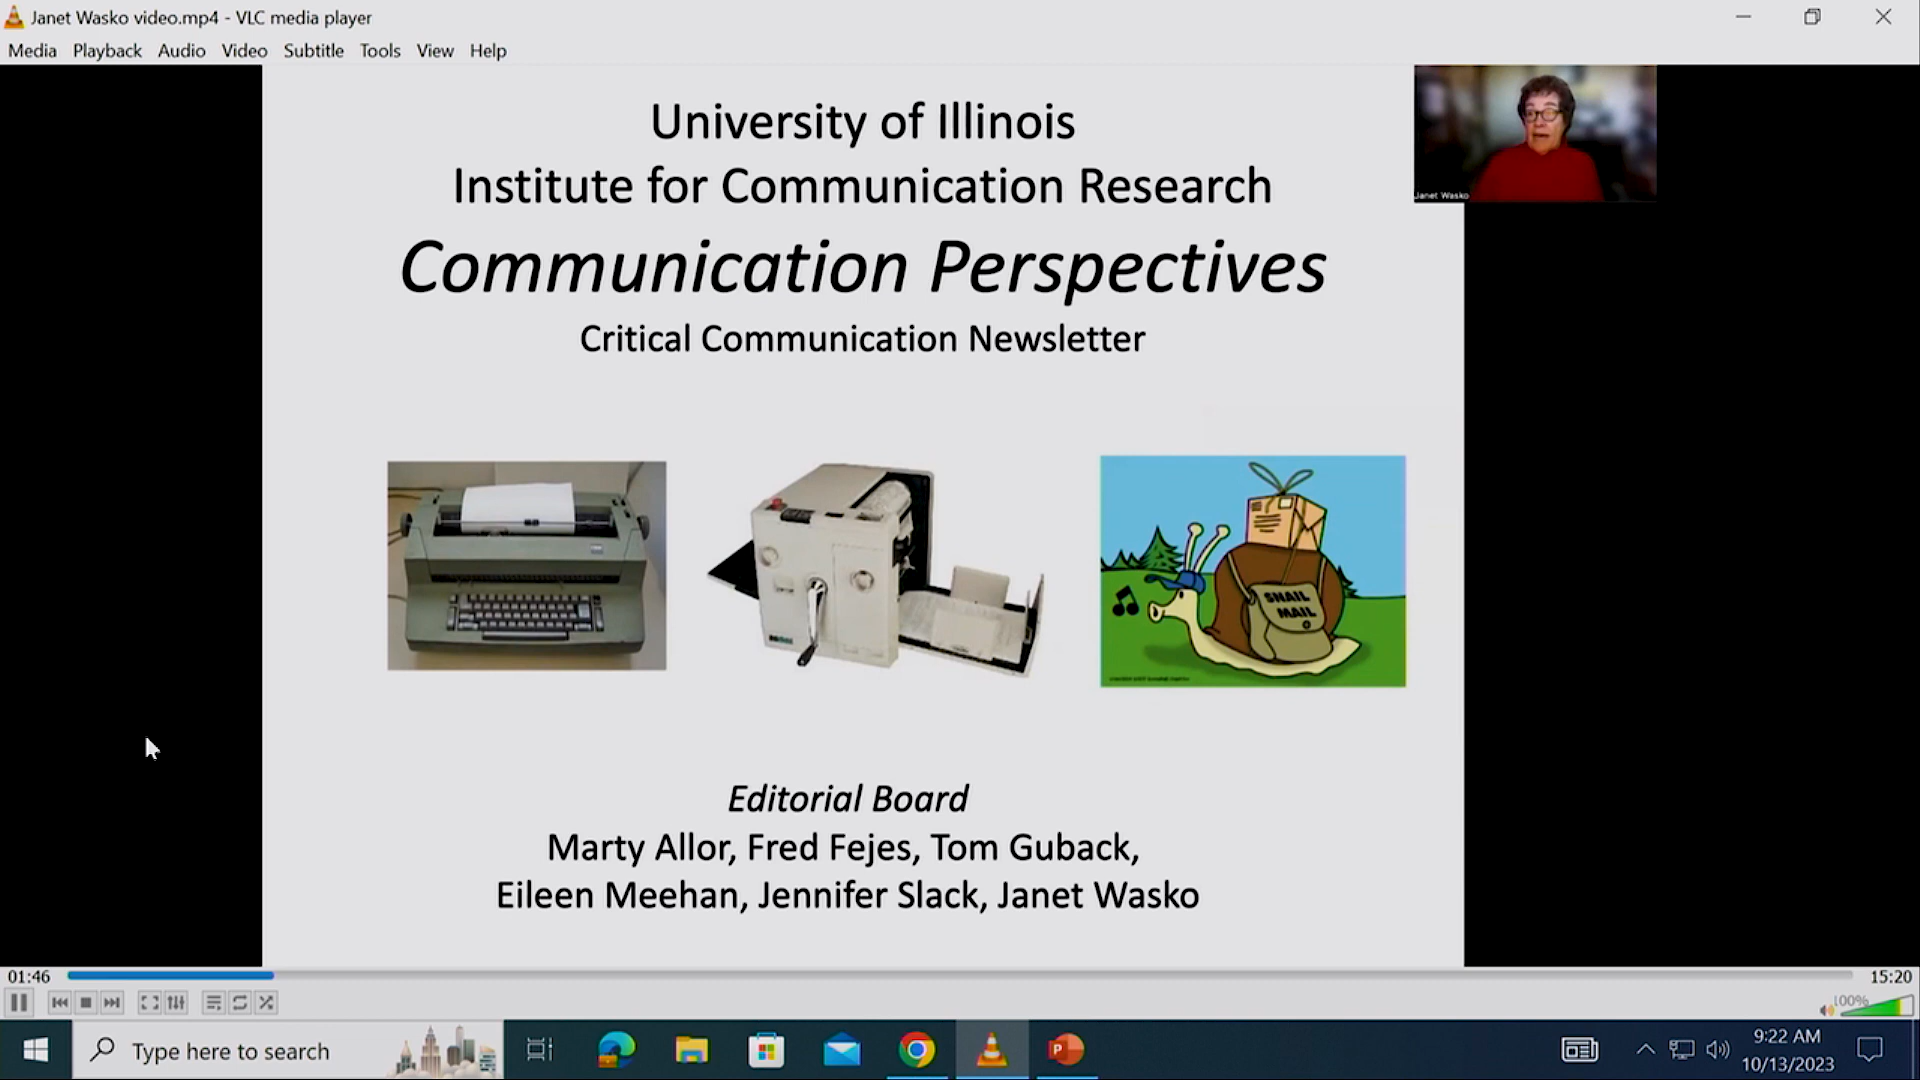 Janet Wasko video.mp4 - VLC media player
Media Playback Audio Video Subtitle Tools View Help
University of Illinois
Institute for Communication Research
Communication Perspectives
Critical Communication Newsletter
Janet Wasko
SNAIL
MAIL
Editorial Board
Marty Allor, Fred Fejes, Tom Guback,
Eileen Meehan, Jennifer Slack, Janet Wasko
01:46
15:20
100%
Type here to search
9:22 AM
10/13/2023